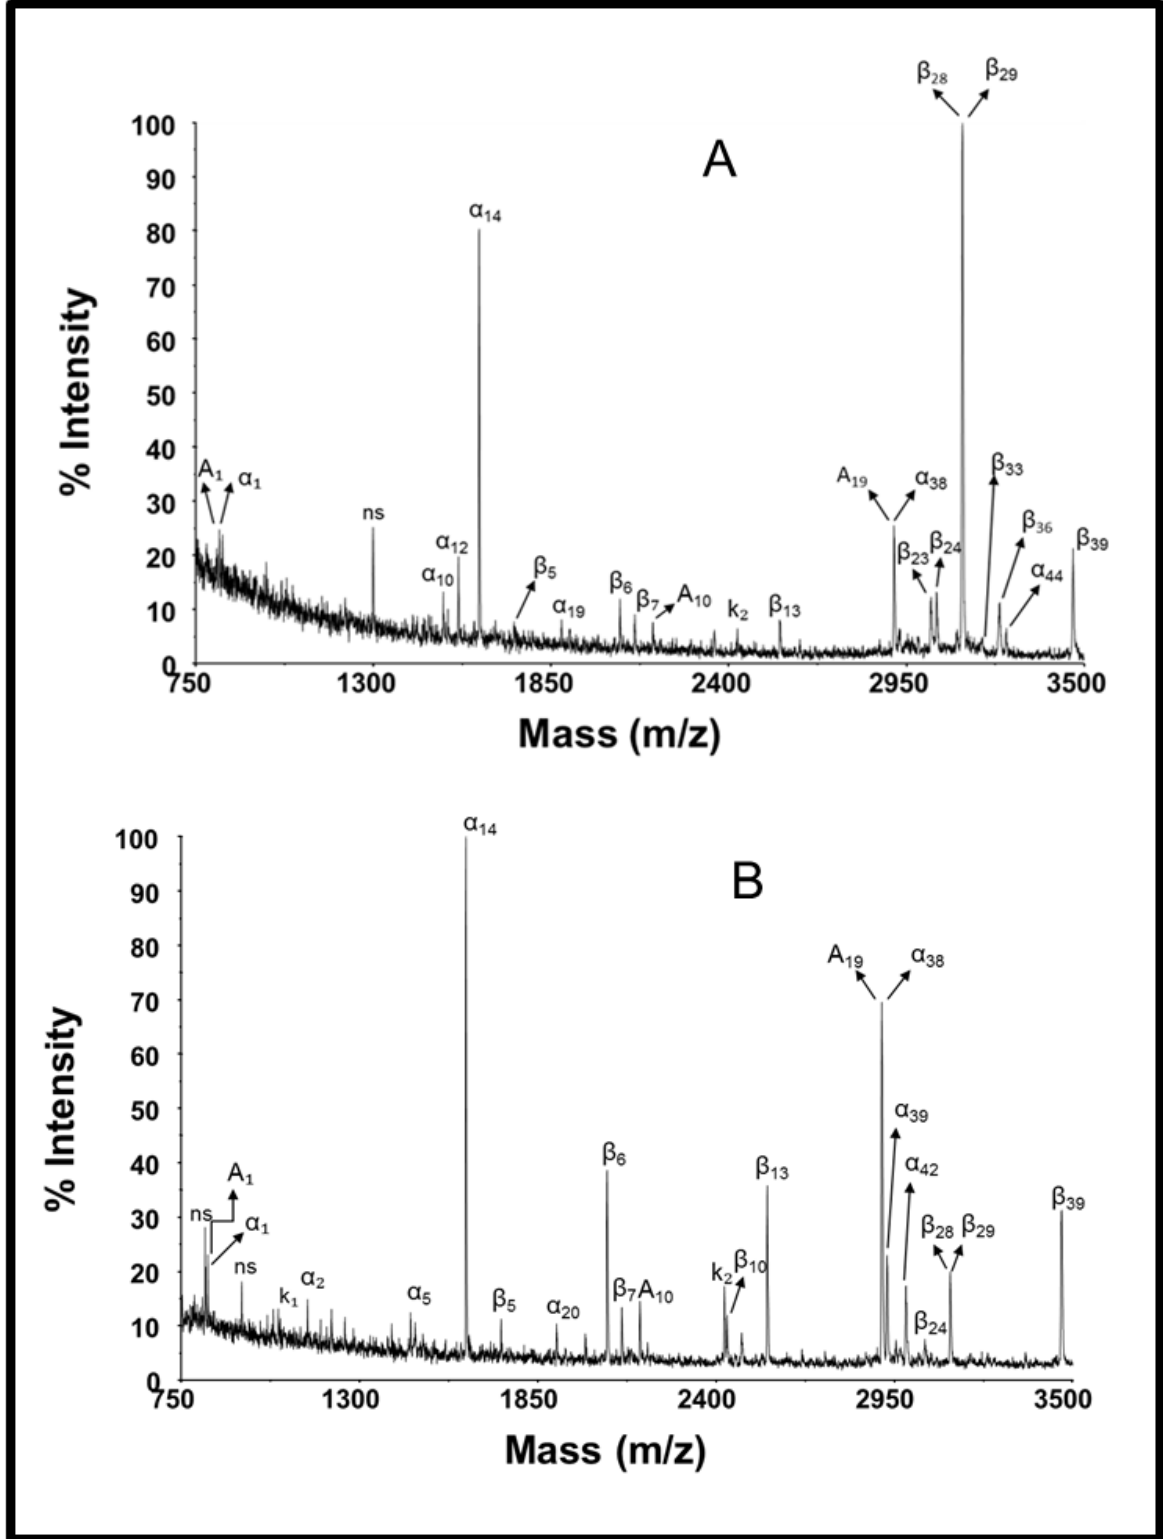 β28 β29
100
A
90
α14
80
70
60
50
40
A1 α1
A19 α38
β33
30
ns
β36
α12
β5
β23 β24
β39
20
α10
β6
α44
β7 A10
α19
k2 β13
10
0
750 1300 1850 2400 2950 3500
% Intensity
Mass (m/z)
α14
100
B
90
80
A19 α38
70
60
50
α39
40
β6
α42
A1
β13
β39
30
ns
α1
β28 β29
ns
k2 β10
20
k1 α2
α5
β5
α20
β7 A10
β24
10
0
750 1300 1850 2400 2950 3500
% Intensity
Mass (m/z)